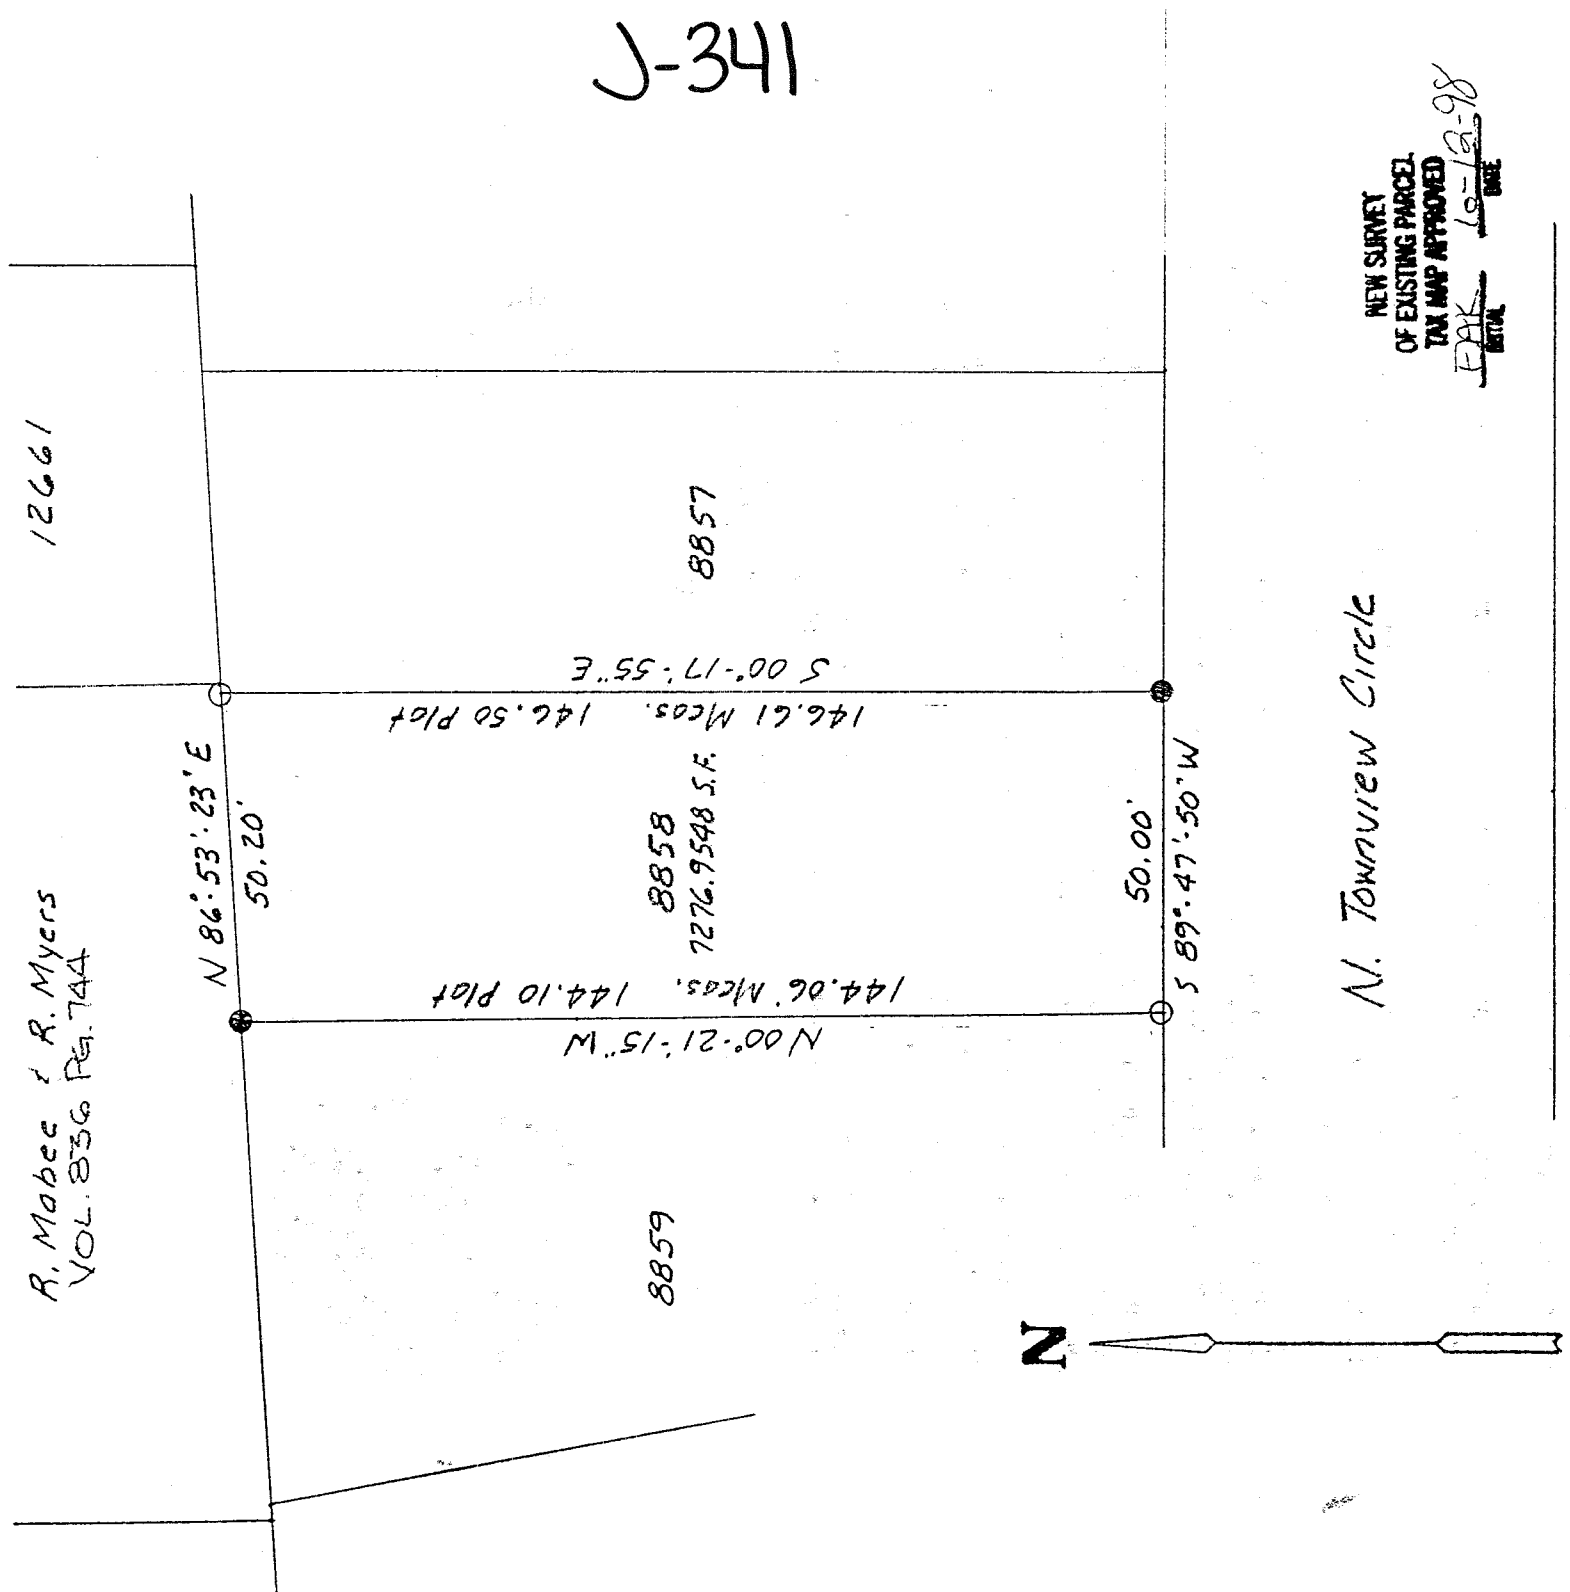 J-341
NEW SURVEY
OF EXISTING PARCEL
TAX MAP APPROVED
10-12-98
INITIAL
DATE
12661
R. Mabee & R. Myers
VOL. 836 PG. 744
N 86°-53'-23" E
50.20'
S 00°-17'-55" E
146.61 Meas. 146.50 Plat
8857
8858
7276.9548 S.F.
144.06' Meas. 144.10 Plat
N 00°-21'-15" W
50.00'
S 89°-47'-50" W
N. Townview Circle
8859
N